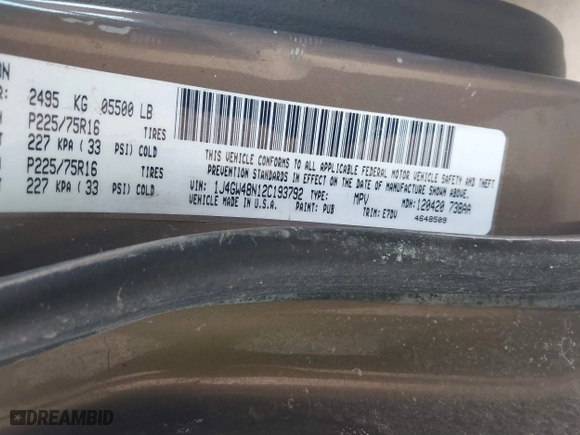 ON
R: 2495 KG 05500 LB
P225/75R16 TIRES
227 KPA ( 33 PSI) COLD
P225/75R16 TIRES
227 KPA ( 33 PSI) COLD
THIS VEHICLE CONFORMS TO ALL APPLICABLE FEDERAL MOTOR VEHICLE SAFETY AND THEFT
PREVENTION STANDARDS IN EFFECT ON THE DATE OF MANUFACTURE SHOWN ABOVE.
VIN: 1J4GW48N12C193792 TYPE: MPV MDH: 120420 738AA
VEHICLE MADE IN U.S.A. PAINT: PUB TRIM: E7DV 4648509
DREAMBID